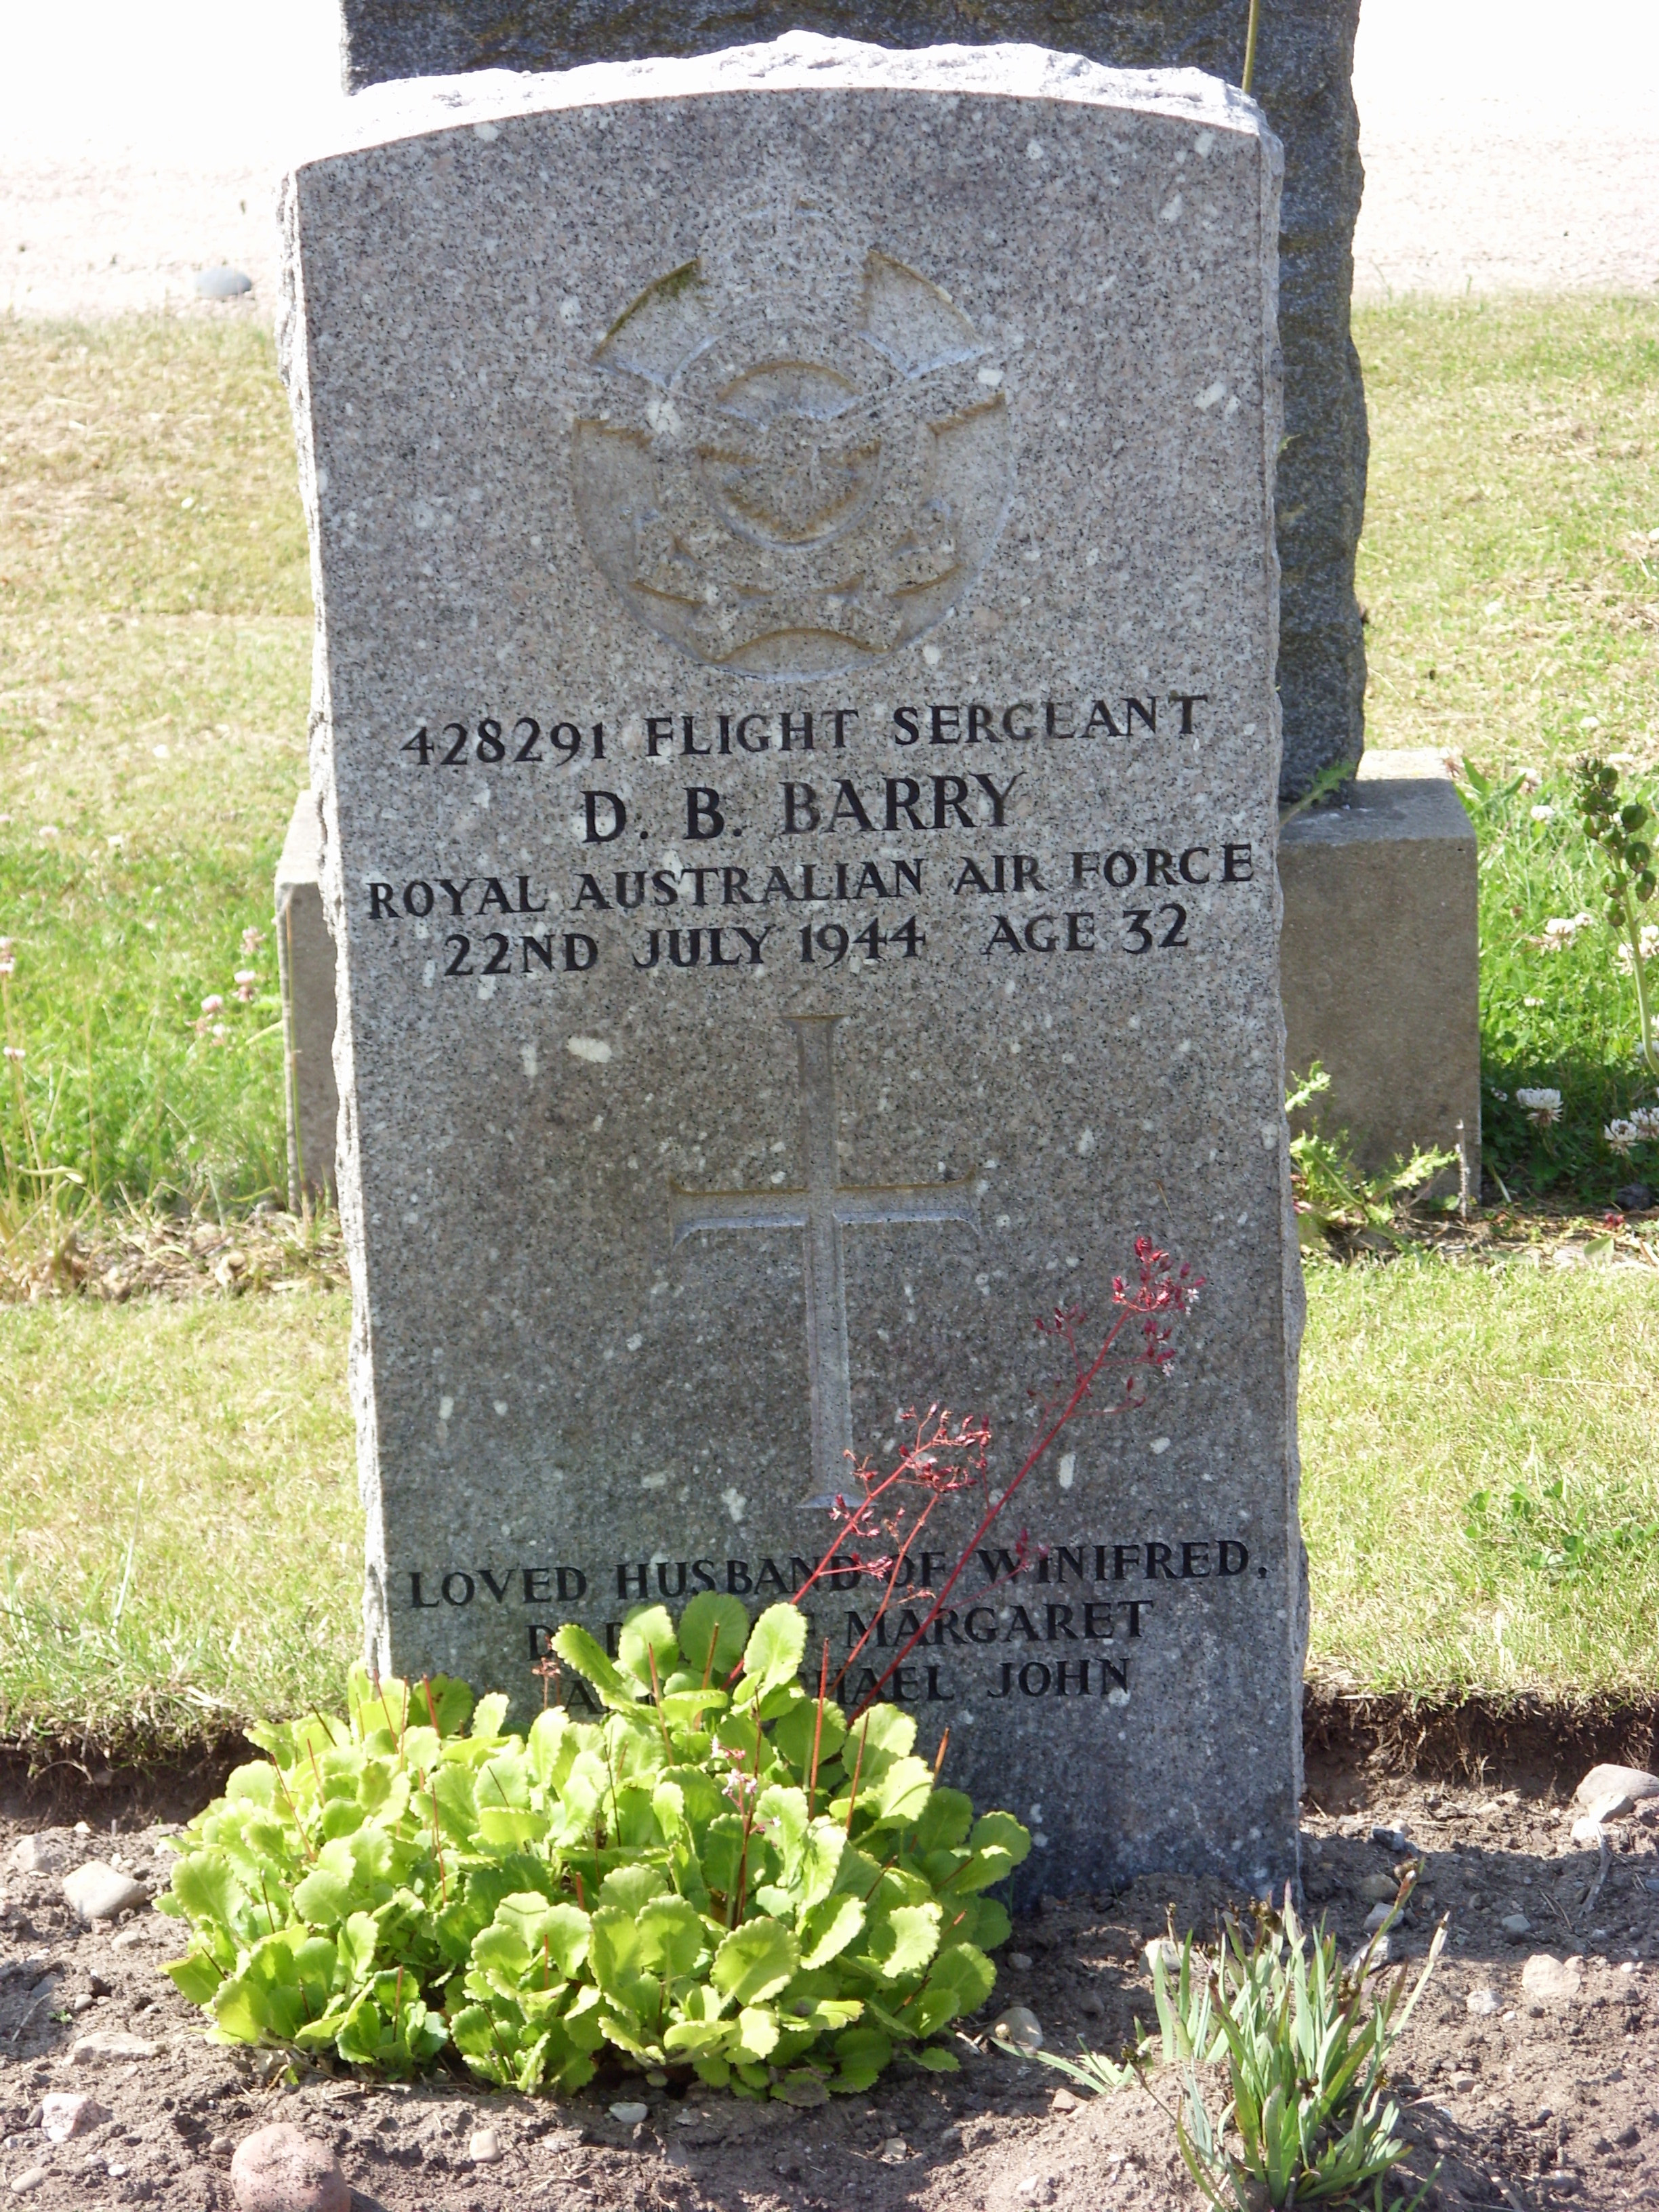 428291 FLIGHT SERGEANT
D. B. BARRY
ROYAL AUSTRALIAN AIR FORCE
22ND JULY 1944 AGE 32
LOVED HUSBAND OF WINIFRED,
MARGARET
JOHN